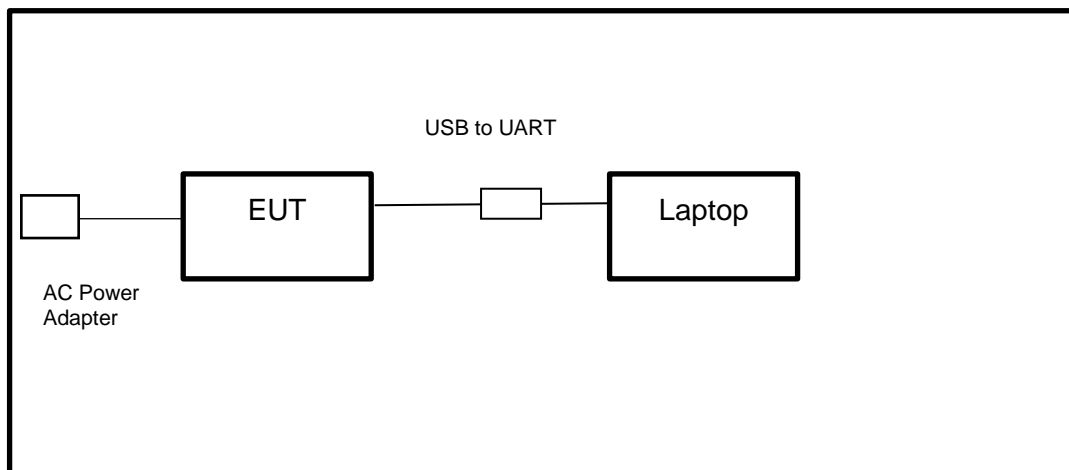 USB to UART
EUT
Laptop
AC Power
Adapter